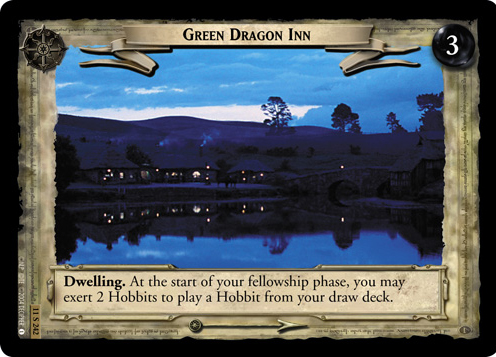 GREEN DRAGON INN
3
Dwelling. At the start of your fellowship phase, you may
exert 2 Hobbits to play a Hobbit from your draw deck.
11 S 242